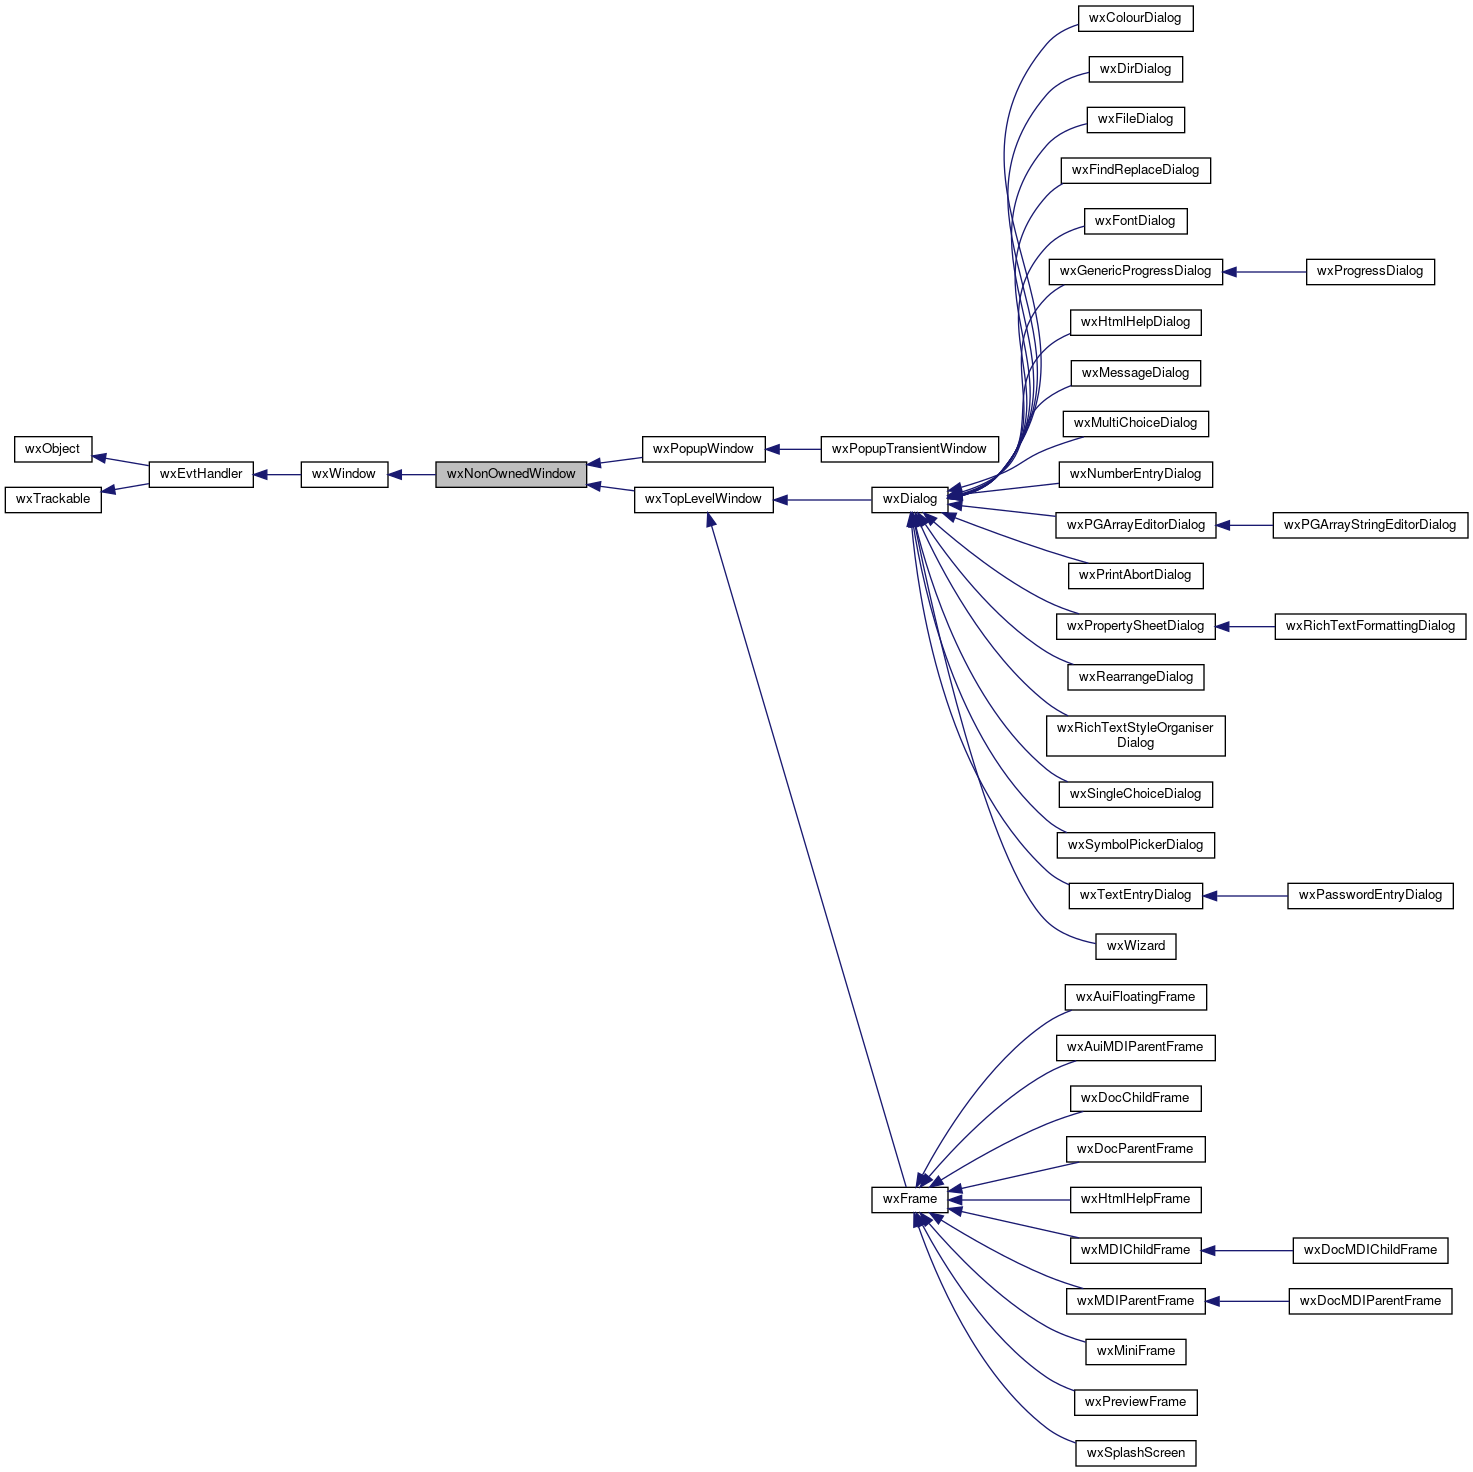 wxColourDialog
wxDirDialog
wxFileDialog
wxFindReplaceDialog
wxFontDialog
wxGenericProgressDialog
wxProgressDialog
wxHtmlHelpDialog
wxMessageDialog
wxMultiChoiceDialog
wxObject
wxPopupWindow
wxPopupTransientWindow
wxEvtHandler
wxWindow
wxNonOwnedWindow
wxNumberEntryDialog
wxTrackable
wxTopLevelWindow
wxDialog
wxPGArrayEditorDialog
wxPGArrayStringEditorDialog
wxPrintAbortDialog
wxPropertySheetDialog
wxRichTextFormattingDialog
wxRearrangeDialog
wxRichTextStyleOrganiser
Dialog
wxSingleChoiceDialog
wxSymbolPickerDialog
wxTextEntryDialog
wxPasswordEntryDialog
wxWizard
wxAuiFloatingFrame
wxAuiMDIParentFrame
wxDocChildFrame
wxDocParentFrame
wxFrame
wxHtmlHelpFrame
wxMDIChildFrame
wxDocMDIChildFrame
wxMDIParentFrame
wxDocMDIParentFrame
wxMiniFrame
wxPreviewFrame
wxSplashScreen